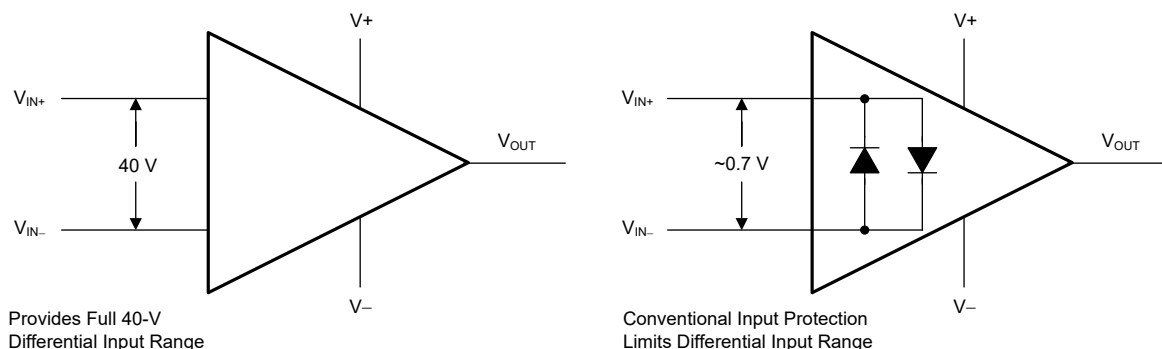 V+
V+
VIN+
VIN+
VOUT
VOUT
40 V
~0.7 V
VIN–
VIN–
V–
V–
Provides Full 40-V
Differential Input Range
Conventional Input Protection
Limits Differential Input Range